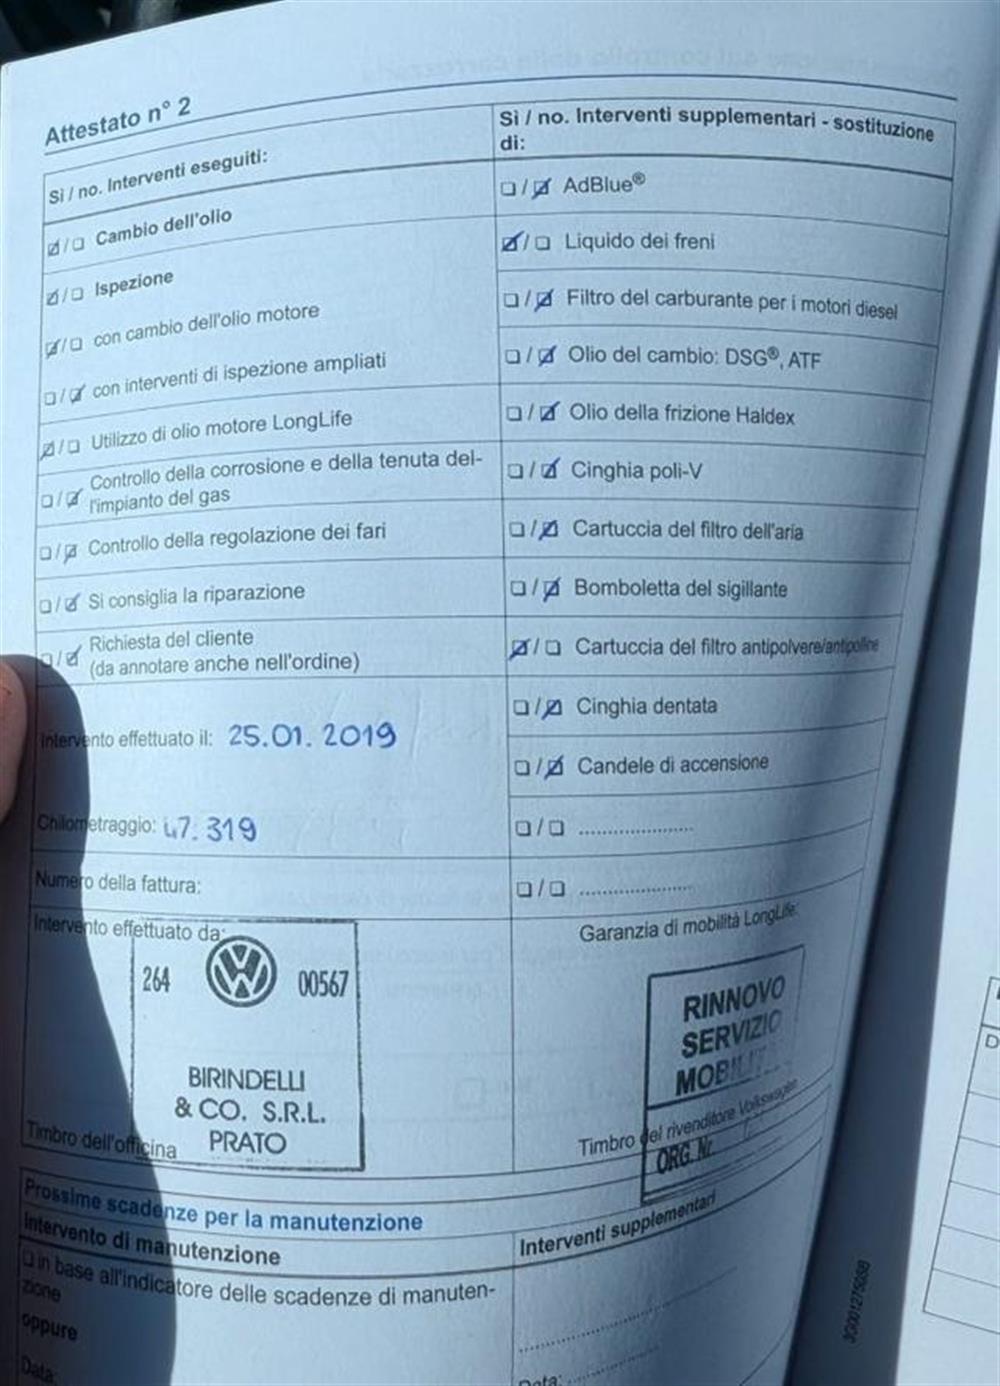 Attestato n° 2
Sì / no. Interventi eseguiti:
☑/☐ Cambio dell'olio
☑/☐ Ispezione
☑/☐ con cambio dell'olio motore
☐/☑ con interventi di ispezione ampliati
☑/☐ Utilizzo di olio motore LongLife
☐/☑ Controllo della corrosione e della tenuta del-
l'impianto del gas
☐/☑ Controllo della regolazione dei fari
☐/☑ Si consiglia la riparazione
☐/☑ Richiesta del cliente
(da annotare anche nell'ordine)
Intervento effettuato il: 25.01.2019
Chilometraggio: 47.319
Numero della fattura:
Intervento effettuato da:
264 00567
BIRINDELLI
& CO. S.R.L.
PRATO
Timbro dell'officina
Sì / no. Interventi supplementari - sostituzione
di:
☐/☑ AdBlue®
☑/☐ Liquido dei freni
☐/☑ Filtro del carburante per i motori diesel
☐/☑ Olio del cambio: DSG®, ATF
☐/☑ Olio della frizione Haldex
☐/☑ Cinghia poli-V
☐/☑ Cartuccia del filtro dell'aria
☐/☑ Bomboletta del sigillante
☑/☐ Cartuccia del filtro antipolvere/antipolline
☐/☑ Cinghia dentata
☐/☑ Candele di accensione
☐/☐ ....................
☐/☐ ....................
Garanzia di mobilità LongLife:
RINNOVO
SERVIZIO
MOBILITA
Timbro del rivenditore Volkswagen
ORG. Nr.
Prossime scadenze per la manutenzione
Intervento di manutenzione
☐ in base all'indicatore delle scadenze di manuten-
zione
oppure
Data:
Interventi supplementari
....................
Data: ............
3G0012750SB